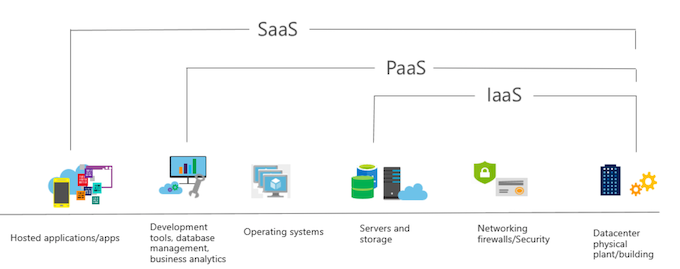 SaaS
PaaS
IaaS
Hosted applications/apps
Development
tools, database
management,
business analytics
Operating systems
Servers and
storage
Networking
firewalls/Security
Datacenter
physical
plant/building